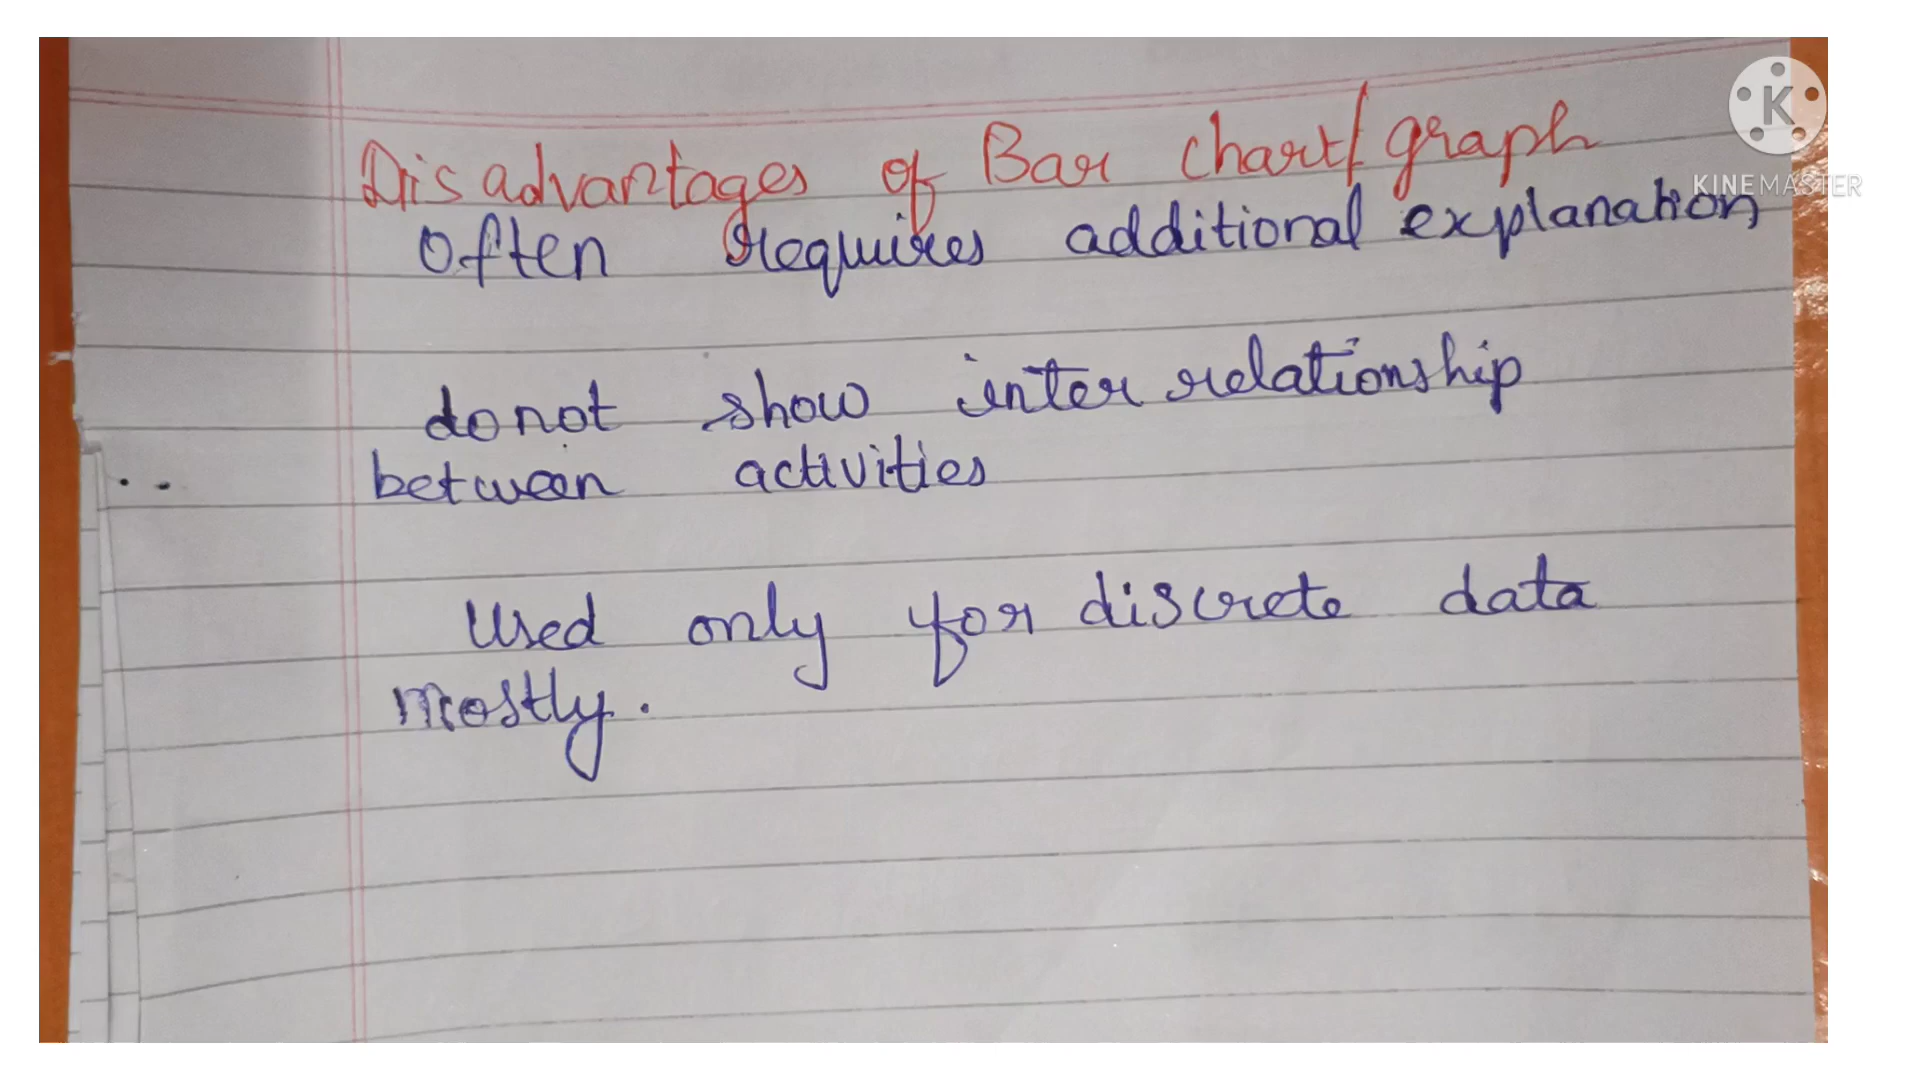 Disadvantages of Bar chart/graph
Often requires additional explanation
do not show inter relationship
between activities
Used only for discrete data
mostly.
K
KINEMASTER